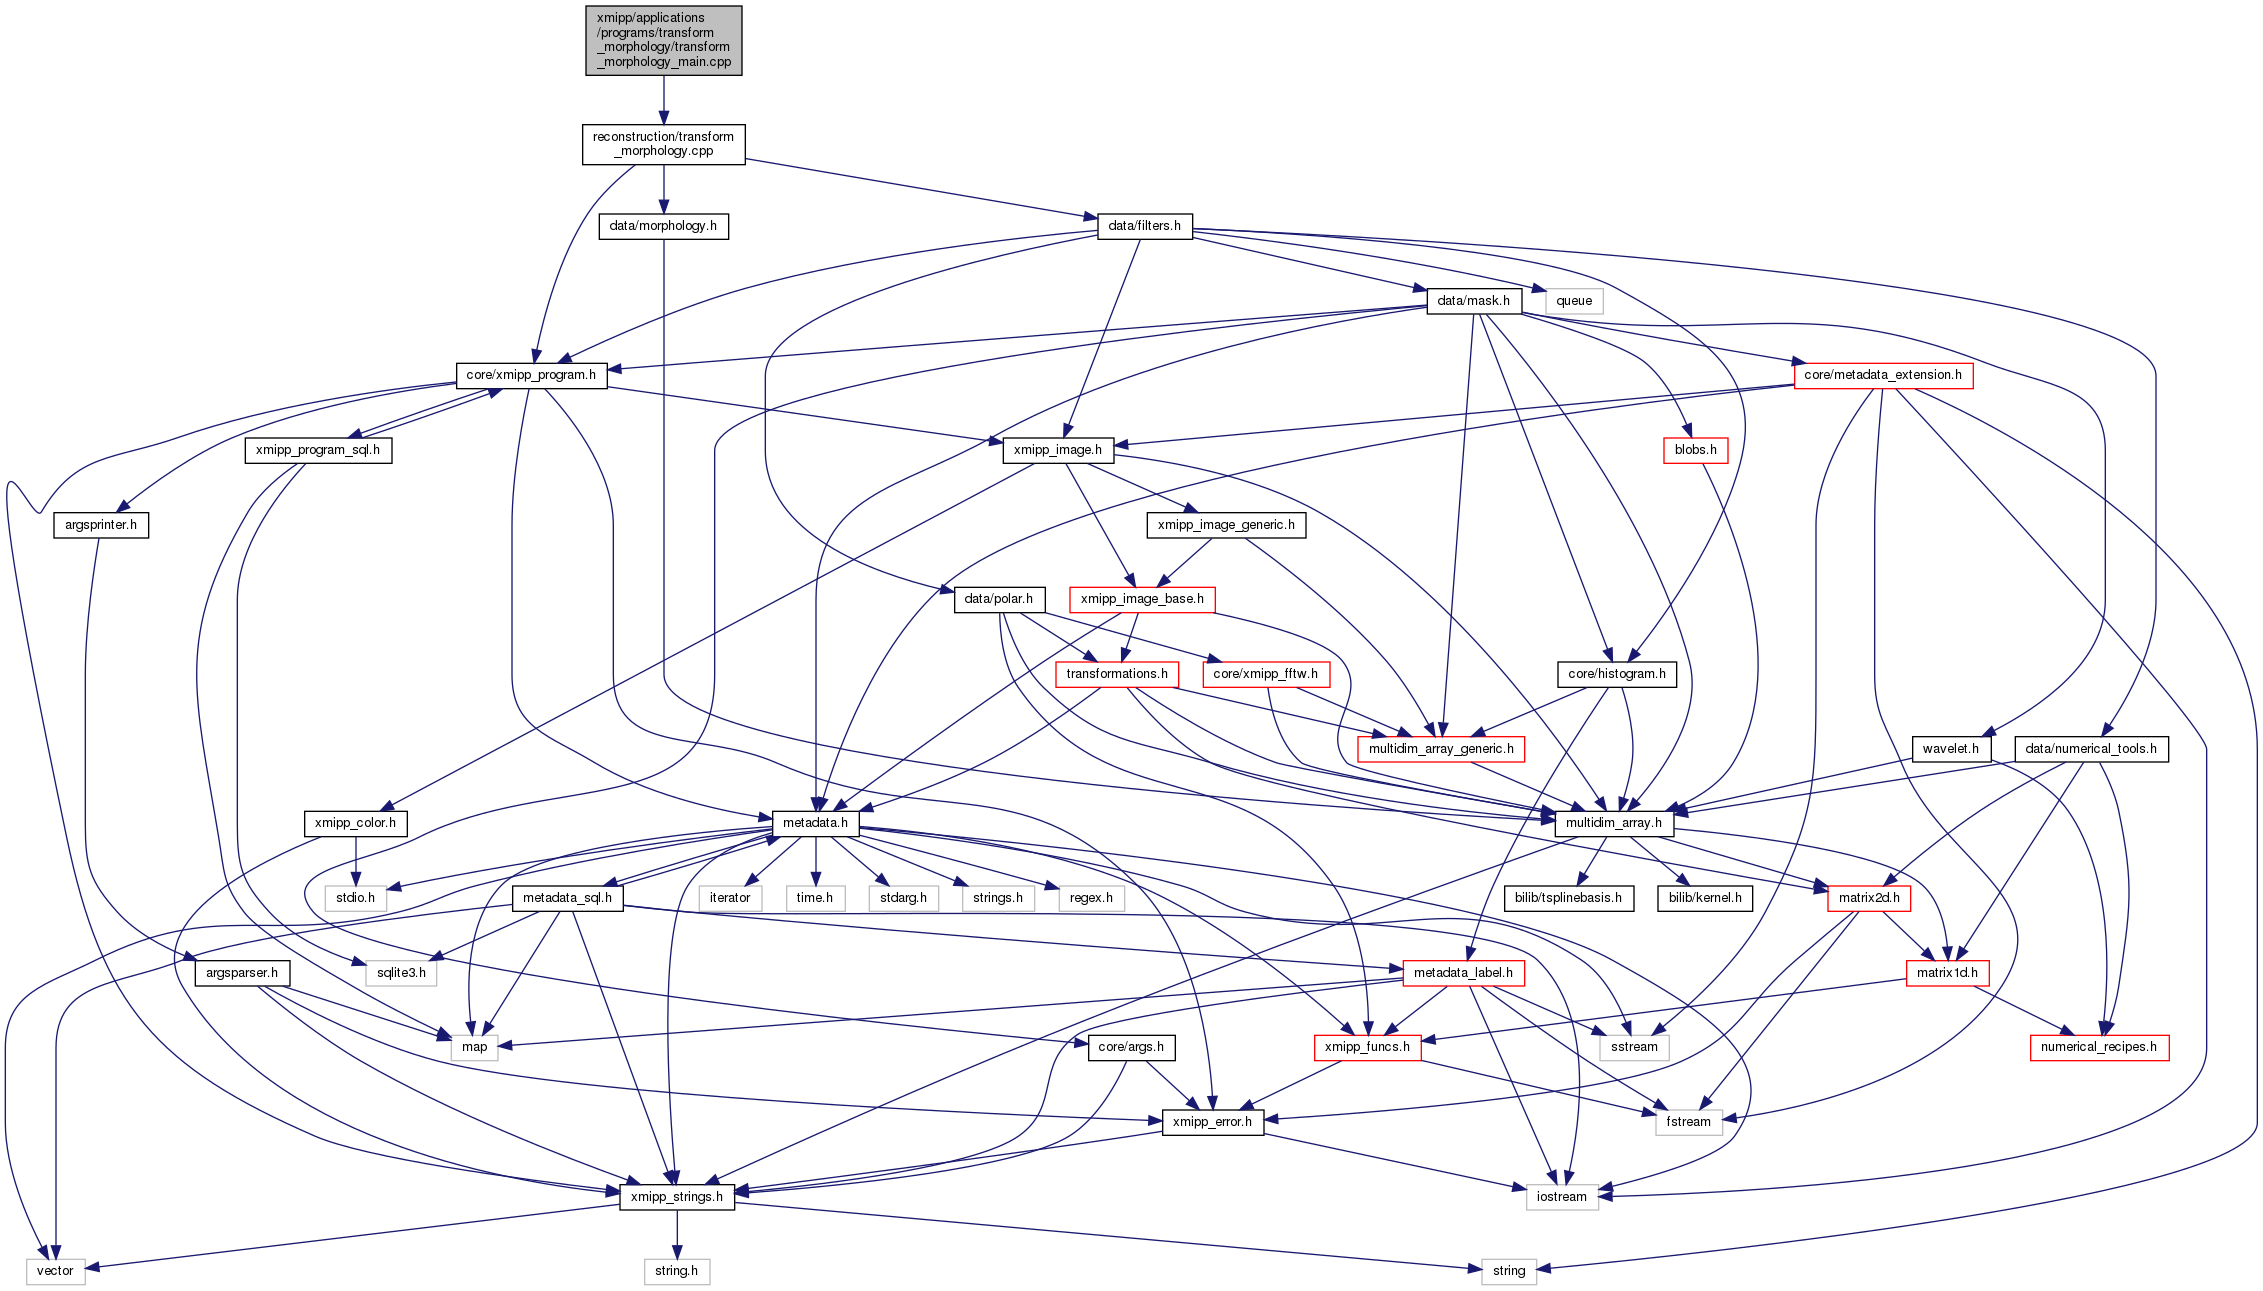 xmipp/applications
/programs/transform
_morphology/transform
_morphology_main.cpp
reconstruction/transform
_morphology.cpp
data/morphology.h
data/filters.h
data/mask.h
queue
core/xmipp_program.h
core/metadata_extension.h
xmipp_program_sql.h
xmipp_image.h
blobs.h
argsprinter.h
xmipp_image_generic.h
data/polar.h
xmipp_image_base.h
transformations.h
core/xmipp_fftw.h
core/histogram.h
multidim_array_generic.h
wavelet.h
data/numerical_tools.h
xmipp_color.h
metadata.h
multidim_array.h
stdio.h
metadata_sql.h
iterator
time.h
stdarg.h
strings.h
regex.h
bilib/tsplinebasis.h
bilib/kernel.h
matrix2d.h
argsparser.h
sqlite3.h
metadata_label.h
matrix1d.h
map
core/args.h
xmipp_funcs.h
sstream
numerical_recipes.h
xmipp_error.h
fstream
xmipp_strings.h
iostream
vector
string.h
string